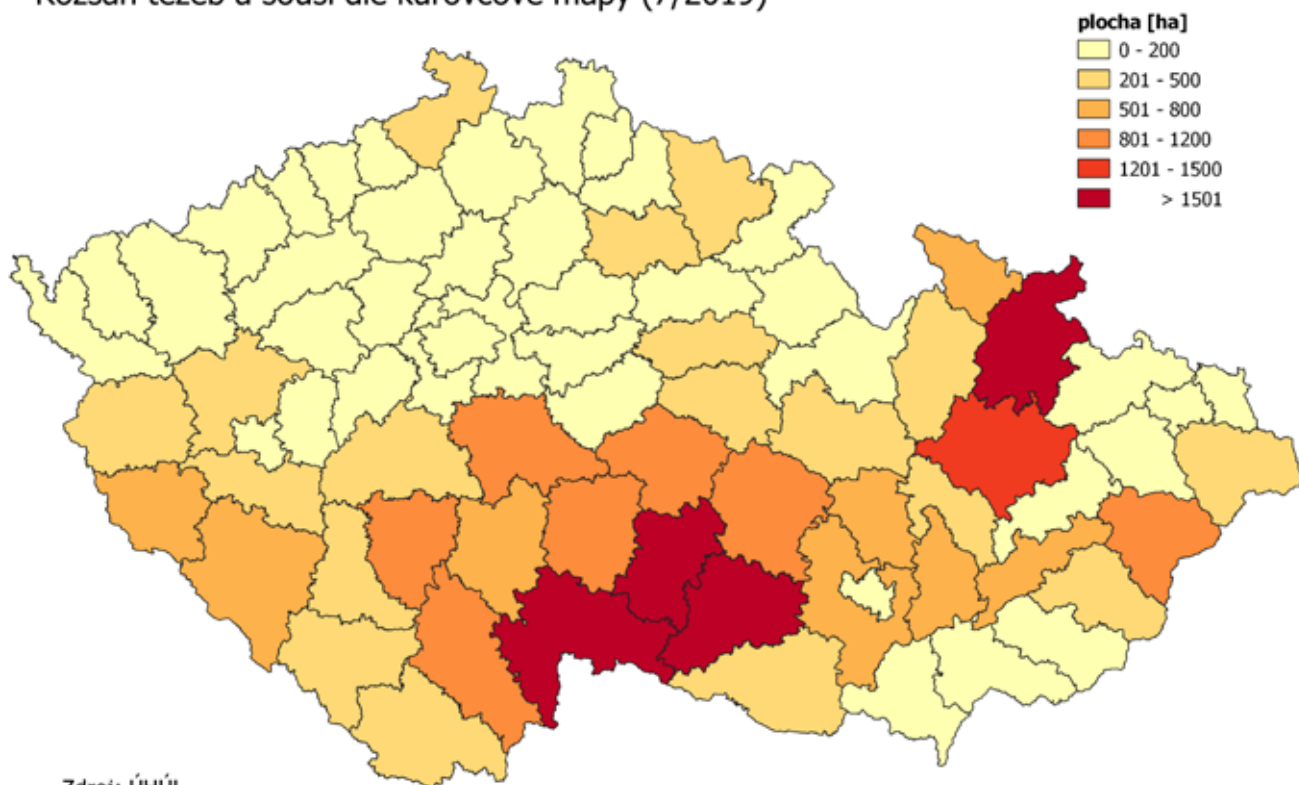 Rozsah těžeb a souší dle kůrovcové mapy (7/2019)
plocha [ha]
0 - 200
201 - 500
501 - 800
801 - 1200
1201 - 1500
> 1501
Zdroj: ÚHÚL